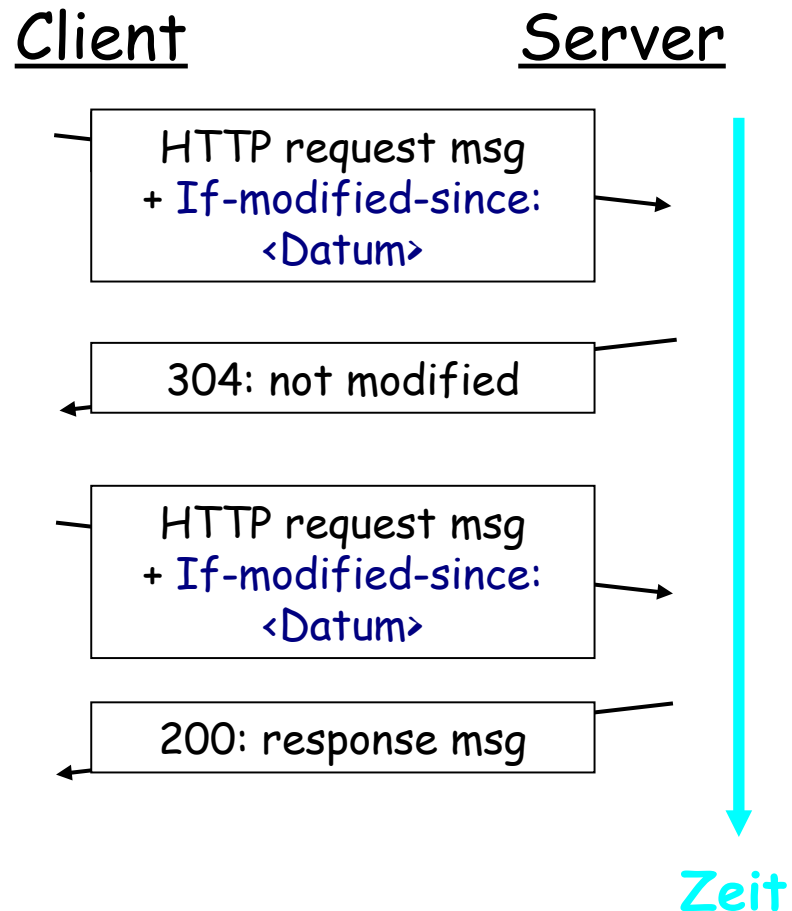 Client Server
HTTP request msg
+ If-modified-since:
<Datum>
304: not modified
HTTP request msg
+ If-modified-since:
<Datum>
200: response msg
Zeit